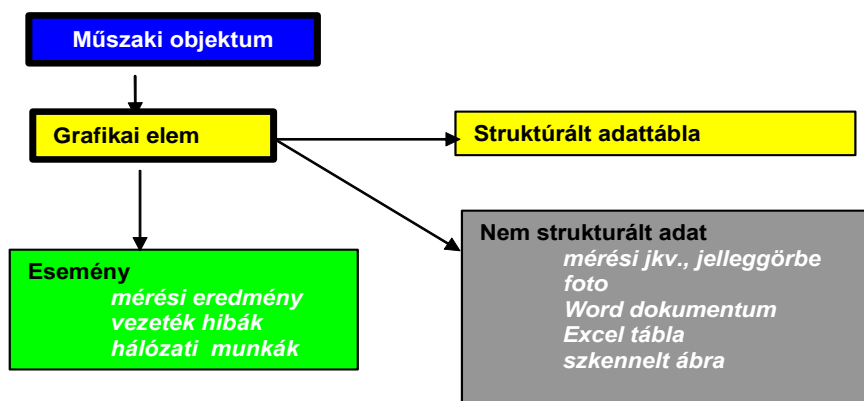 Műszaki objektum
Grafikai elem
Struktúrált adattábla
Esemény
mérési eredmény
vezeték hibák
hálózati munkák
Nem strukturált adat
mérési jkv., jelleggörbe
foto
Word dokumentum
Excel tábla
szkennelt ábra